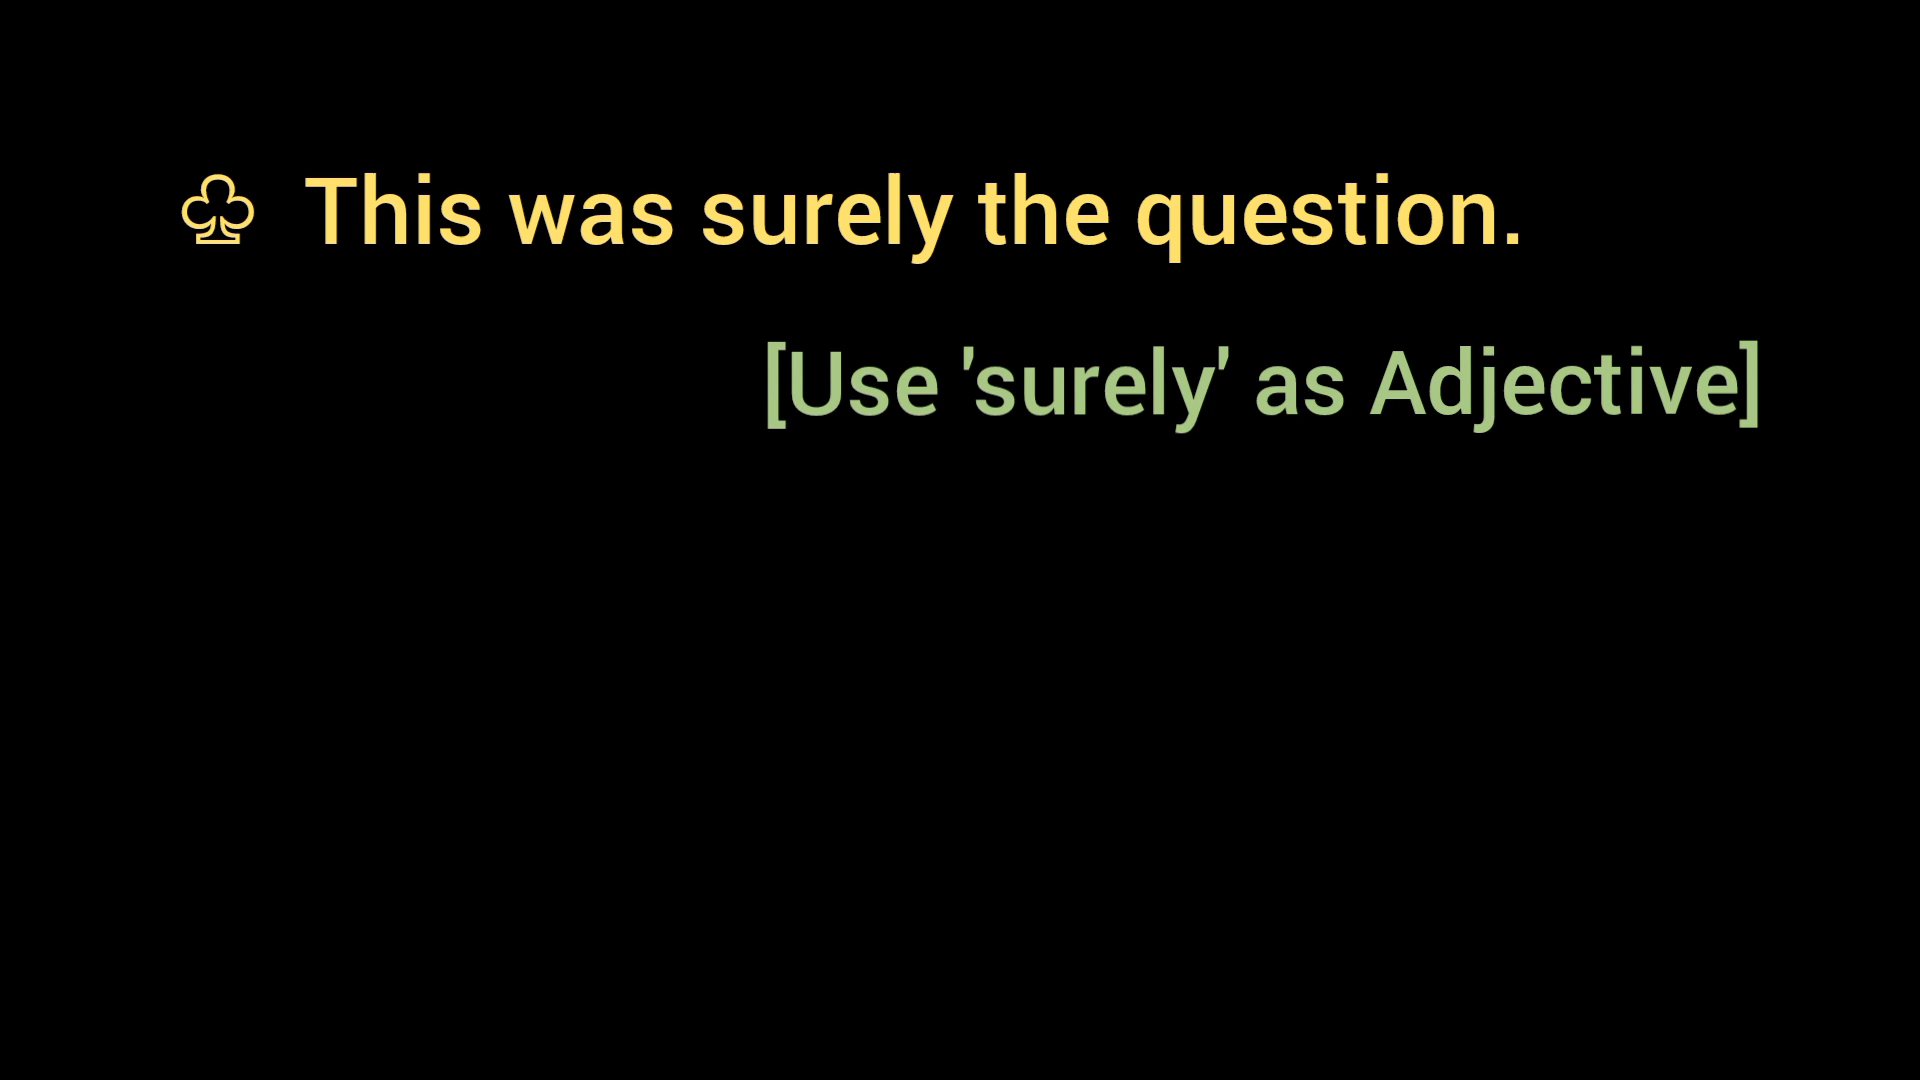 ♧ This was surely the question.
[Use 'surely' as Adjective]